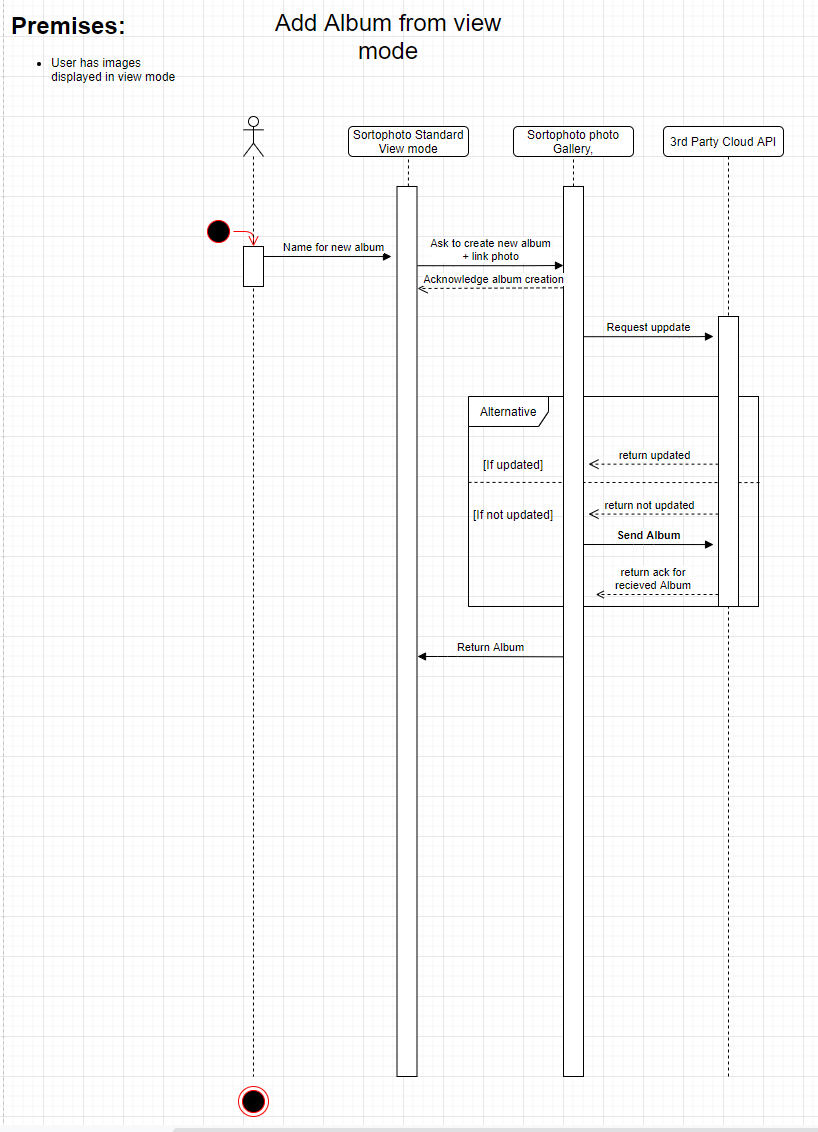 Premises:
Add Album from view
mode
User has images
displayed in view mode
Sortophoto Standard
View mode
Sortophoto photo
Gallery,
3rd Party Cloud API
Name for new album
Ask to create new album
+ link photo
Acknowledge album creation
Request uppdate
Alternative
return updated
[If updated]
return not updated
[If not updated]
Send Album
return ack for
recieved Album
Return Album